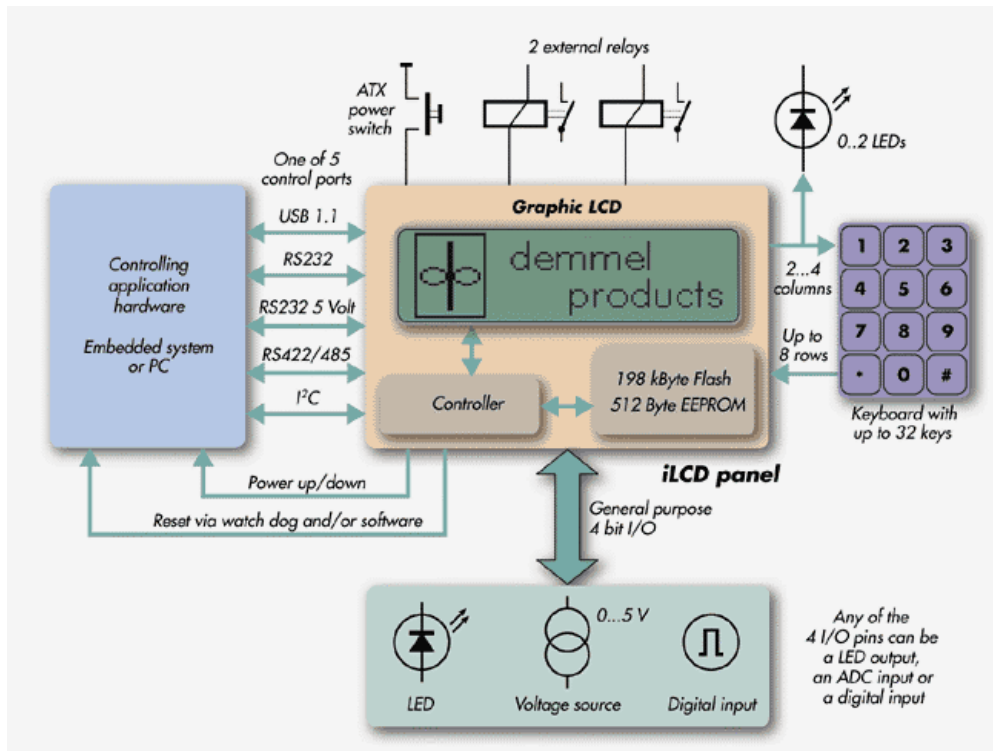 2 external relays
ATX
power
switch
0..2 LEDs
One of 5
control ports
Graphic LCD
USB 1.1
RS232
RS232 5 Volt
RS422/485
I²C
Controlling
application
hardware
Embedded system
or PC
demmel
products
Controller
198 kByte Flash
512 Byte EEPROM
2...4
columns
Up to
8 rows
1 2 3
4 5 6
7 8 9
· 0 #
Keyboard with
up to 32 keys
iLCD panel
Power up/down
Reset via watch dog and/or software
General purpose
4 bit I/O
0...5 V
LED
Voltage source
Digital input
Any of the
4 I/O pins can be
a LED output,
an ADC input or
a digital input